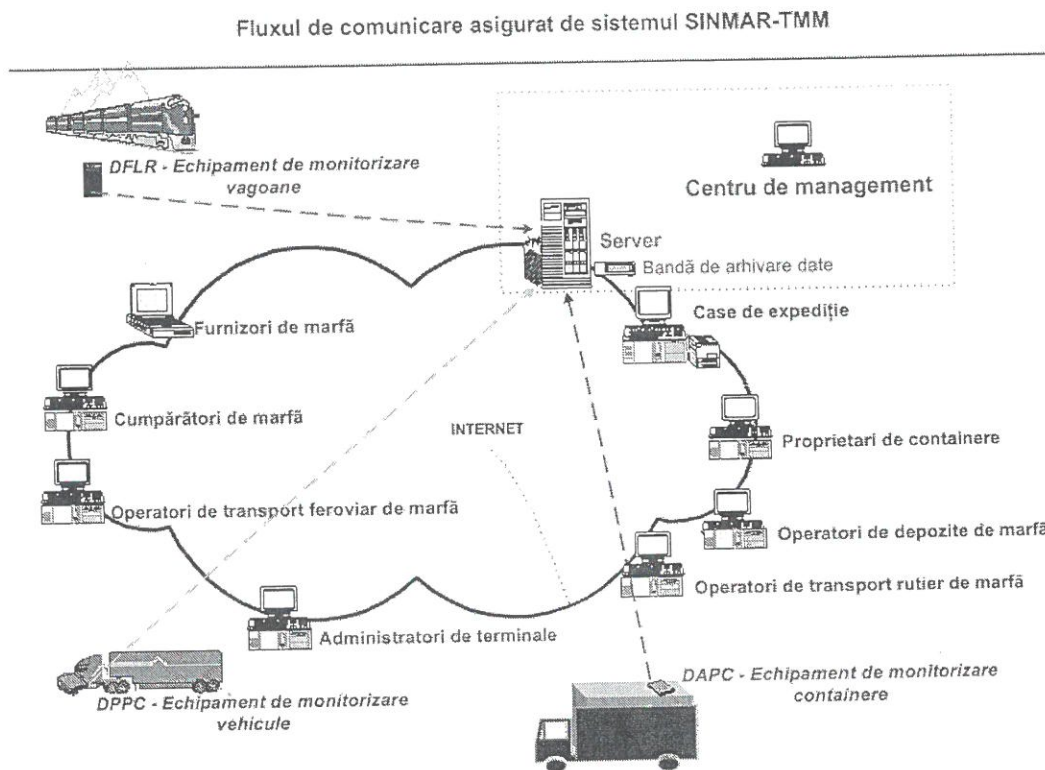 Fluxul de comunicare asigurat de sistemul SINMAR-TMM
DFLR - Echipament de monitorizare
vagoane
Centru de management
Server
Bandă de arhivare date
Case de expediție
Furnizori de marfă
Cumpărători de marfă
INTERNET
Proprietari de containere
Operatori de transport feroviar de marfă
Operatori de depozite de marfă
Operatori de transport rutier de marfă
Administratori de terminale
DAPC - Echipament de monitorizare
containere
DPPC - Echipament de monitorizare
vehicule